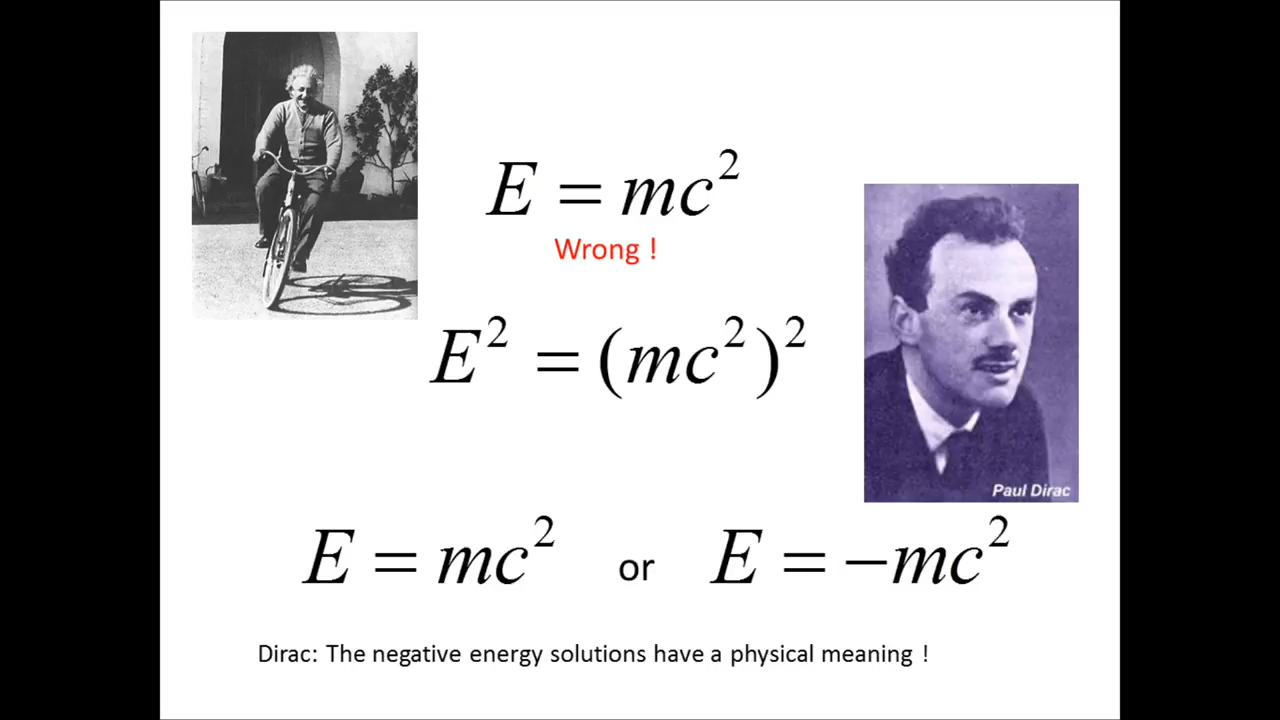 E = mc²
Wrong !
E² = (mc²)²
Paul Dirac
E = mc² or E = −mc²
Dirac: The negative energy solutions have a physical meaning !